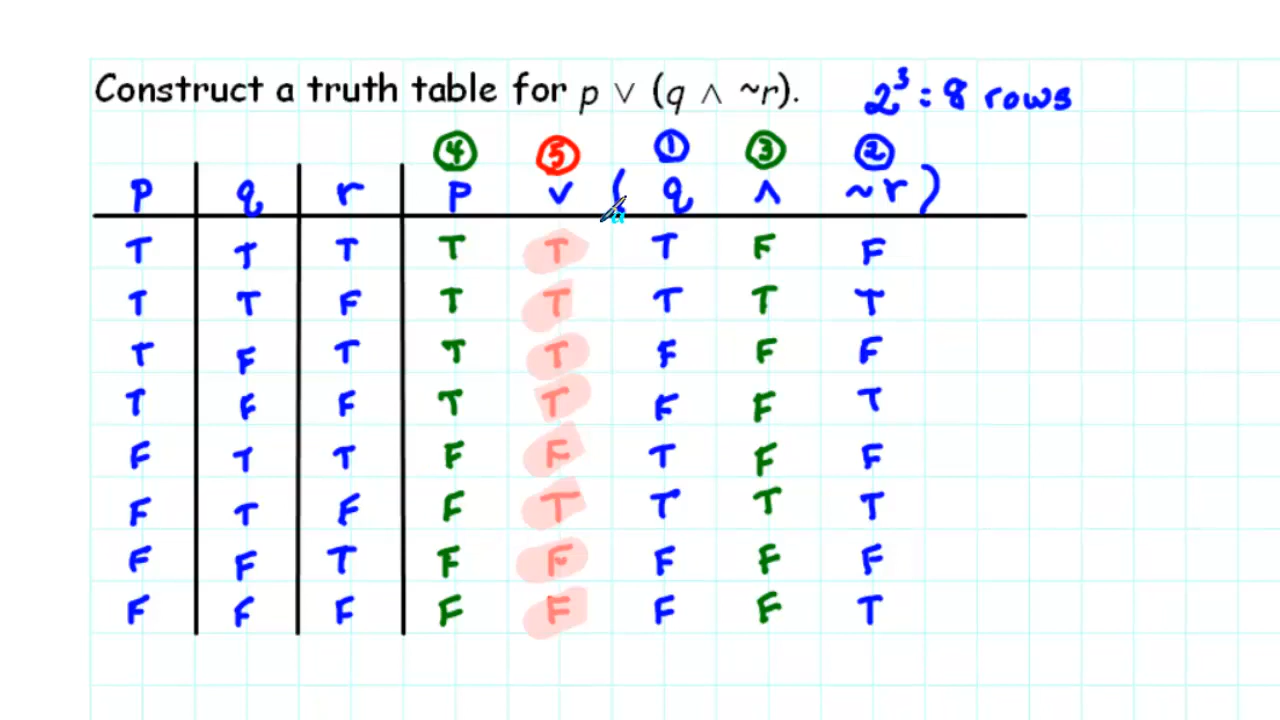 Construct a truth table for p ∨ (q ∧ ~r). 2³ = 8 rows
④ ⑤ ① ③ ②
p q r p ∨ ( q ∧ ~r )
T T T T T T F F
T T F T T T T T
T F T T T F F F
T F F T T F F T
F T T F F T F F
F T F F T T T T
F F T F F F F F
F F F F F F F T